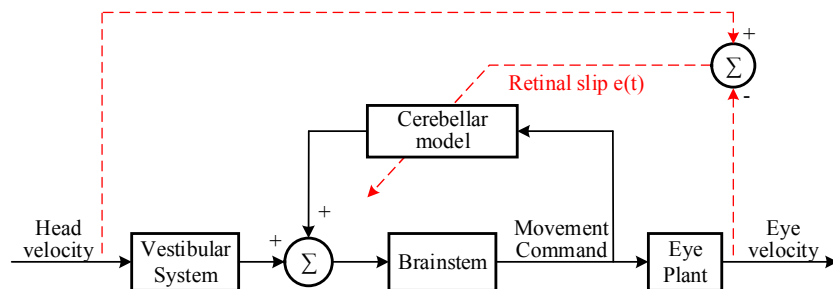 +
Σ
-
Retinal slip e(t)
Cerebellar
model
+
Head
velocity
Vestibular
System
+
Σ
Brainstem
Movement
Command
Eye
Plant
Eye
velocity